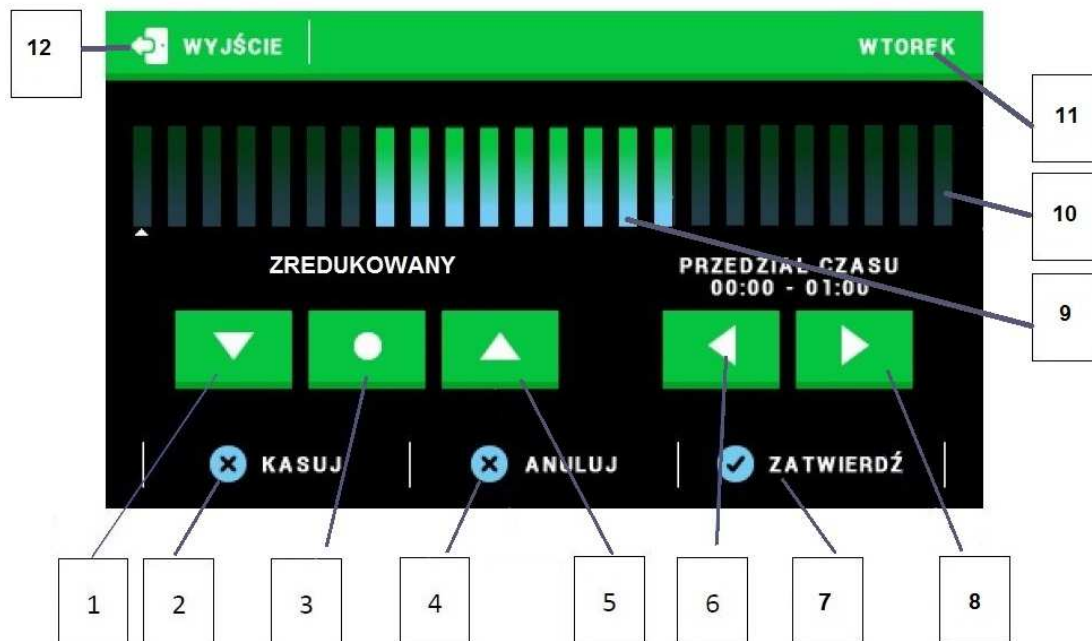 12
WYJŚCIE
WTOREK
11
10
ZREDUKOWANY
PRZEDZIAŁ CZASU
00:00 - 01:00
9
KASUJ
ANULUJ
ZATWIERDŹ
1
2
3
4
5
6
7
8